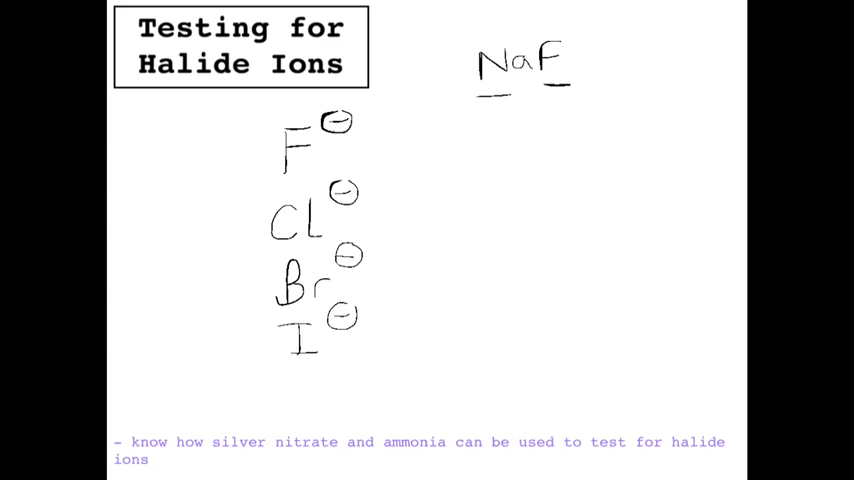 Testing for
Halide Ions
NaF
F⊖
Cl⊖
Br⊖
I⊖
- know how silver nitrate and ammonia can be used to test for halide
ions